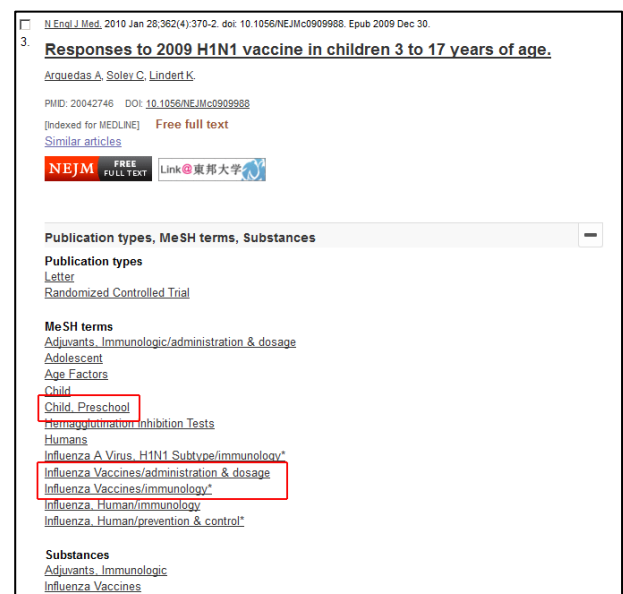 N Engl J Med. 2010 Jan 28;362(4):370-2. doi: 10.1056/NEJMc0909988. Epub 2009 Dec 30.
3.
Responses to 2009 H1N1 vaccine in children 3 to 17 years of age.
Arguedas A, Soley C, Lindert K.
PMID: 20042746 DOI: 10.1056/NEJMc0909988
[Indexed for MEDLINE] Free full text
Similar articles
NEJM FREE FULL TEXT Link@東邦大学
Publication types, MeSH terms, Substances
Publication types
Letter
Randomized Controlled Trial
MeSH terms
Adjuvants, Immunologic/administration & dosage
Adolescent
Age Factors
Child
Child, Preschool
Hemagglutination Inhibition Tests
Humans
Influenza A Virus, H1N1 Subtype/immunology*
Influenza Vaccines/administration & dosage
Influenza Vaccines/immunology*
Influenza, Human/immunology
Influenza, Human/prevention & control*
Substances
Adjuvants, Immunologic
Influenza Vaccines